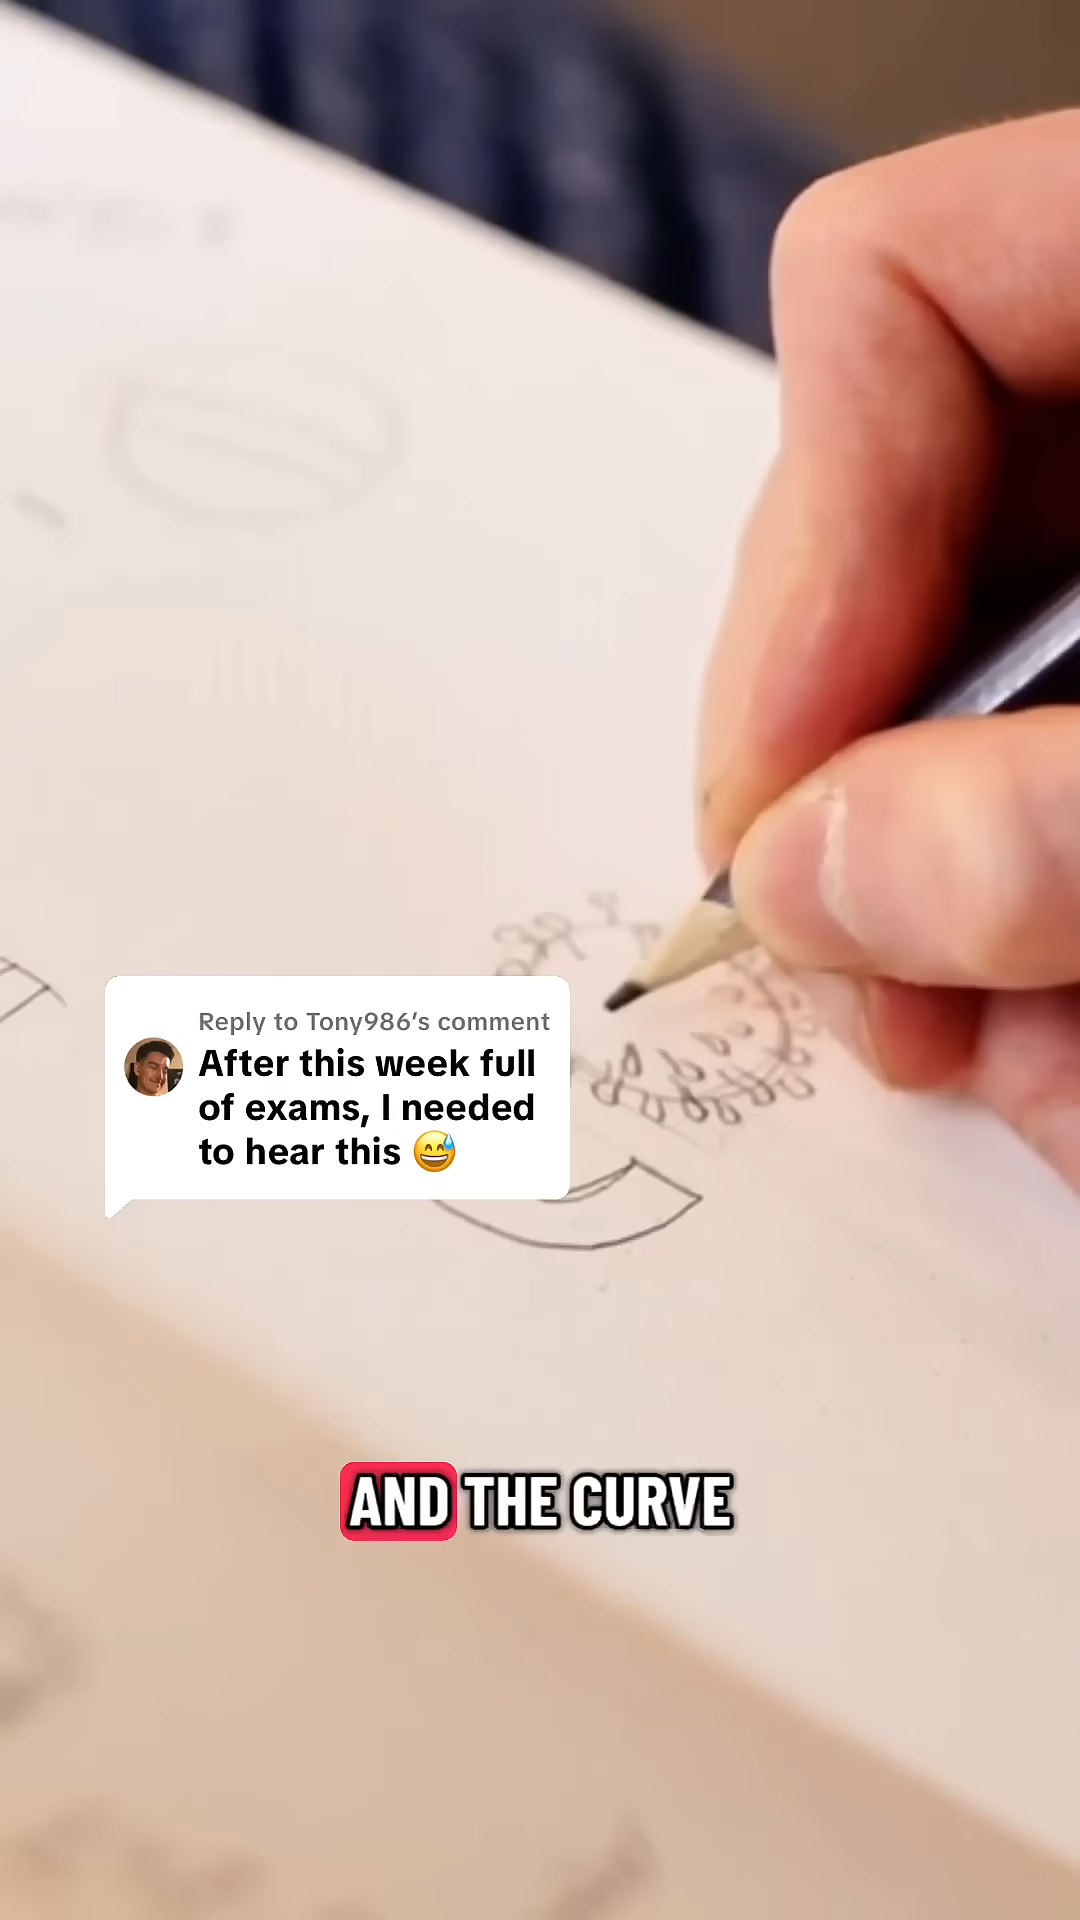 Reply to Tony986's comment
After this week full
of exams, I needed
to hear this 😅
AND THE CURVE